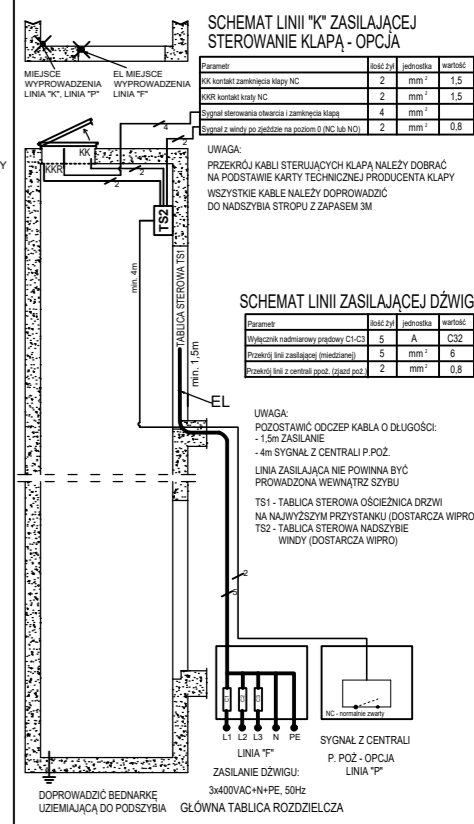 SCHEMAT LINII "K" ZASILAJĄCEJ
STEROWANIE KLAPĄ - OPCJA
Parametr ilość żył jednostka wartość
KK kontakt zamknięcia klapy NC 2 mm² 1,5
KKR kontakt kraty NC 2 mm² 1,5
Sygnał sterowania otwarcia i zamknięcia klapą 4 mm²
Sygnał z windy po zjeździe na poziom 0 (NC lub NO) 2 mm² 0,8
UWAGA:
PRZEKRÓJ KABLI STERUJĄCYCH KLAPĄ NALEŻY DOBRAĆ
NA PODSTAWIE KARTY TECHNICZNEJ PRODUCENTA KLAPY
WSZYSTKIE KABLE NALEŻY DOPROWADZIĆ
DO NADSZYBIA STROPU Z ZAPASEM 3M
MIEJSCE
WYPROWADZENIA
LINIA "K", LINIA "P"
EL MIEJSCE
WYPROWADZENIA
LINIA "F"
Y
KK
KKR
4
2
4
2
2
TS2
min. 4m
TABLICA STEROWA TS1
min. 1,5m
EL
SCHEMAT LINII ZASILAJĄCEJ DŹWIG
Parametr ilość żył jednostka wartość
Wyłącznik nadmiarowy prądowy C1-C3 5 A C32
Przekrój linii zasilającej (miedzianej) 5 mm² 6
Przekrój linii z centrali ppoż. (zjazd poż.) 2 mm² 0,8
UWAGA:
POZOSTAWIĆ ODCZEP KABLA O DŁUGOŚCI:
- 1,5m ZASILANIE
- 4m SYGNAŁ Z CENTRALI P.POŻ.
LINIA ZASILAJĄCA NIE POWINNA BYĆ
PROWADZONA WEWNĄTRZ SZYBU
TS1 - TABLICA STEROWA OŚCIEŻNICA DRZWI
NA NAJWYŻSZYM PRZYSTANKU (DOSTARCZA WIPRO
TS2 - TABLICA STEROWA NADSZYBIE
WINDY (DOSTARCZA WIPRO)
2
5
C1 C2 C3
L1 L2 L3 N PE
LINIA "F"
ZASILANIE DŹWIGU:
3x400VAC+N+PE, 50Hz
GŁÓWNA TABLICA ROZDZIELCZA
NC - normalnie zwarty
SYGNAŁ Z CENTRALI
P. POŻ - OPCJA
LINIA "P"
DOPROWADZIĆ BEDNARKĘ
UZIEMIAJĄCĄ DO PODSZYBIA